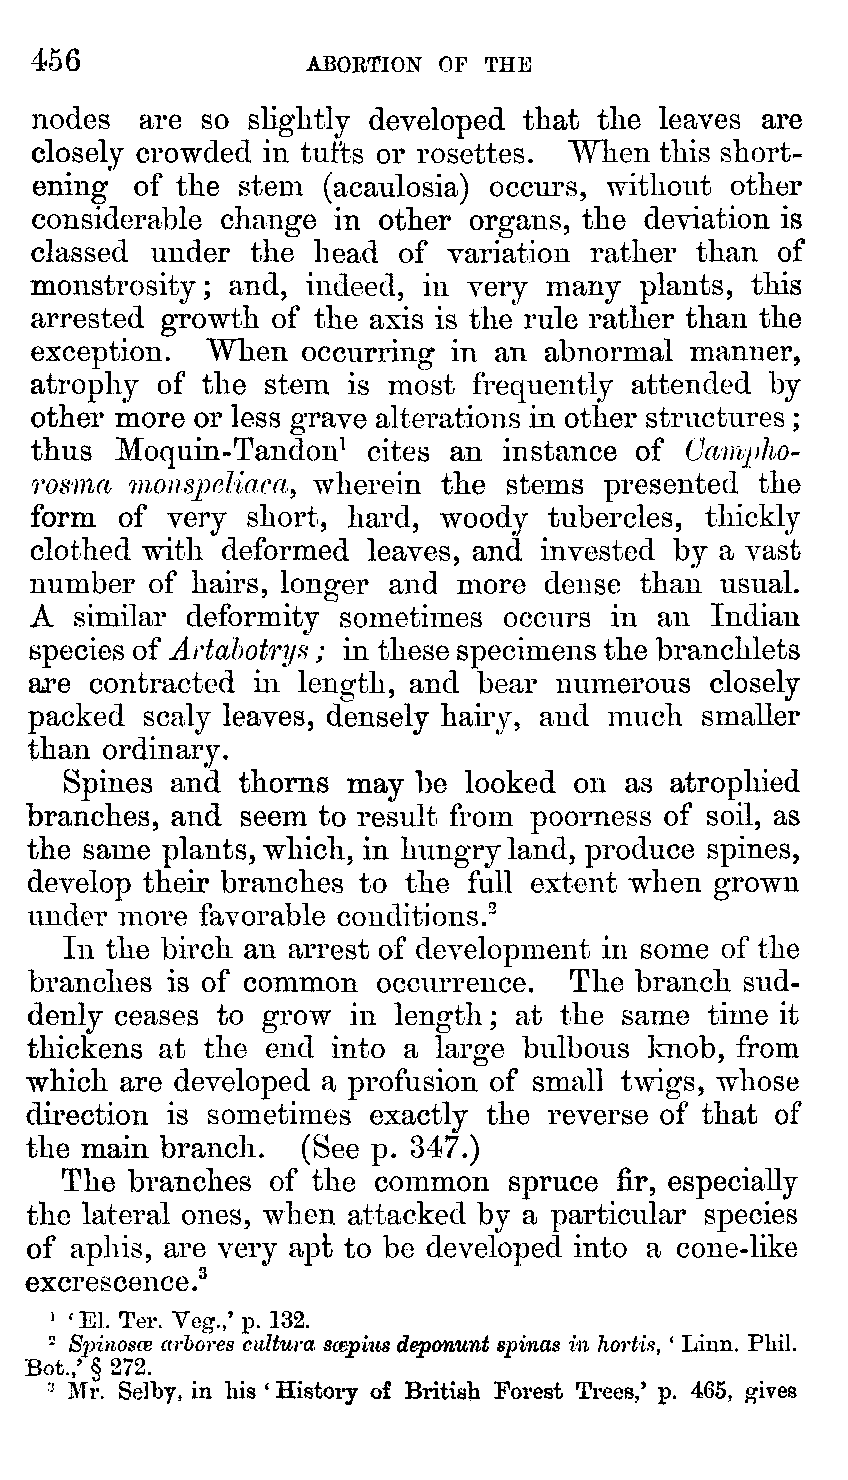 456 ABORTION OF THE
nodes are so slightly developed that the leaves are
closely crowded in tufts or rosettes. When this short-
ening of the stem (acaulosia) occurs, without other
considerable change in other organs, the deviation is
classed under the head of variation rather than of
monstrosity; and, indeed, in very many plants, this
arrested growth of the axis is the rule rather than the
exception. When occurring in an abnormal manner,
atrophy of the stem is most frequently attended by
other more or less grave alterations in other structures;
thus Moquin-Tandon¹ cites an instance of Campho-
rosma monspeliaca, wherein the stems presented the
form of very short, hard, woody tubercles, thickly
clothed with deformed leaves, and invested by a vast
number of hairs, longer and more dense than usual.
A similar deformity sometimes occurs in an Indian
species of Artabotrys; in these specimens the branchlets
are contracted in length, and bear numerous closely
packed scaly leaves, densely hairy, and much smaller
than ordinary.
Spines and thorns may be looked on as atrophied
branches, and seem to result from poorness of soil, as
the same plants, which, in hungry land, produce spines,
develop their branches to the full extent when grown
under more favorable conditions.²
In the birch an arrest of development in some of the
branches is of common occurrence. The branch sud-
denly ceases to grow in length; at the same time it
thickens at the end into a large bulbous knob, from
which are developed a profusion of small twigs, whose
direction is sometimes exactly the reverse of that of
the main branch. (See p. 347.)
The branches of the common spruce fir, especially
the lateral ones, when attacked by a particular species
of aphis, are very apt to be developed into a cone-like
excrescence.³
¹ 'El. Ter. Veg.,' p. 132.
² Spinosæ arbores cultura sæpius deponunt spinas in hortis, 'Linn. Phil.
Bot.,' § 272.
³ Mr. Selby, in his 'History of British Forest Trees,' p. 465, gives